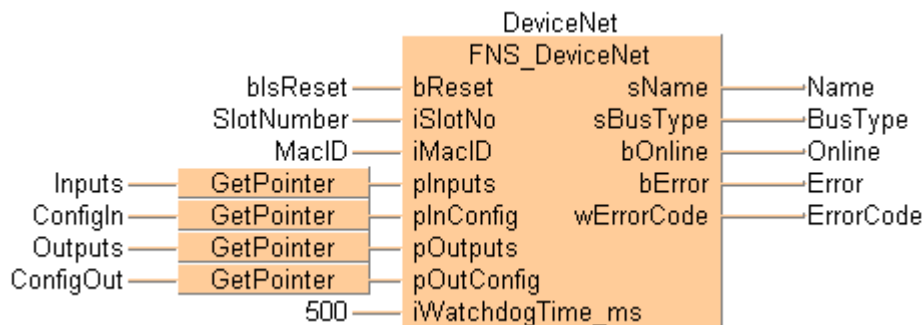 DeviceNet
FNS_DeviceNet
bIsReset bReset sName Name
SlotNumber iSlotNo sBusType BusType
MacID iMacID bOnline Online
Inputs GetPointer pInputs bError Error
ConfigIn GetPointer pInConfig wErrorCode ErrorCode
Outputs GetPointer pOutputs
ConfigOut GetPointer pOutConfig
500 iWatchdogTime_ms